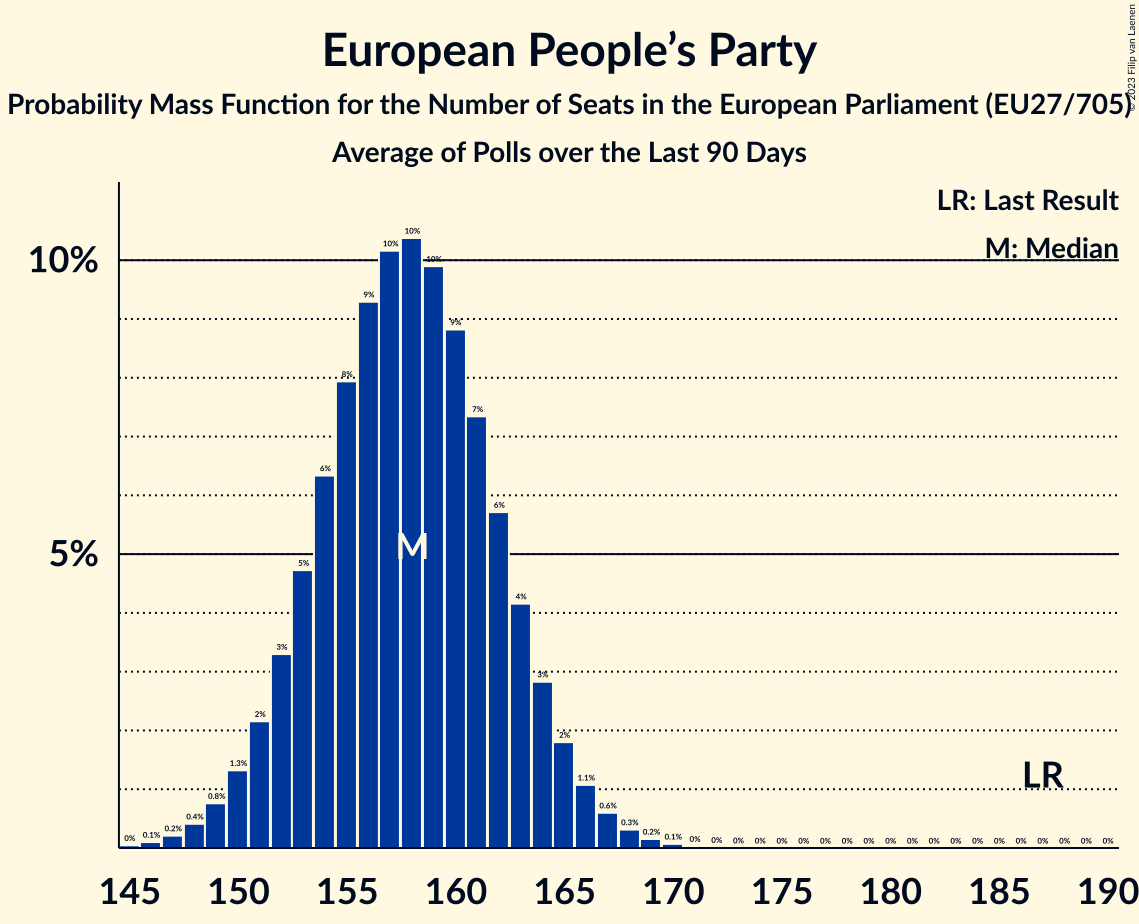 European People’s Party
Probability Mass Function for the Number of Seats in the European Parliament (EU27/705)
Average of Polls over the Last 90 Days
© 2023 Filip van Laenen
LR: Last Result
M: Median
10%
5%
0% 0.1% 0.2% 0.4% 0.8% 1.3% 2% 3% 5% 6% 8% 9% 10% 10% 10% 9% 7% 6% 4% 3% 2% 1.1% 0.6% 0.3% 0.2% 0.1% 0% 0% 0% 0% 0% 0% 0% 0% 0% 0% 0% 0% 0% 0% 0% 0% 0% 0% 0% 0%
M
LR
145 150 155 160 165 170 175 180 185 190